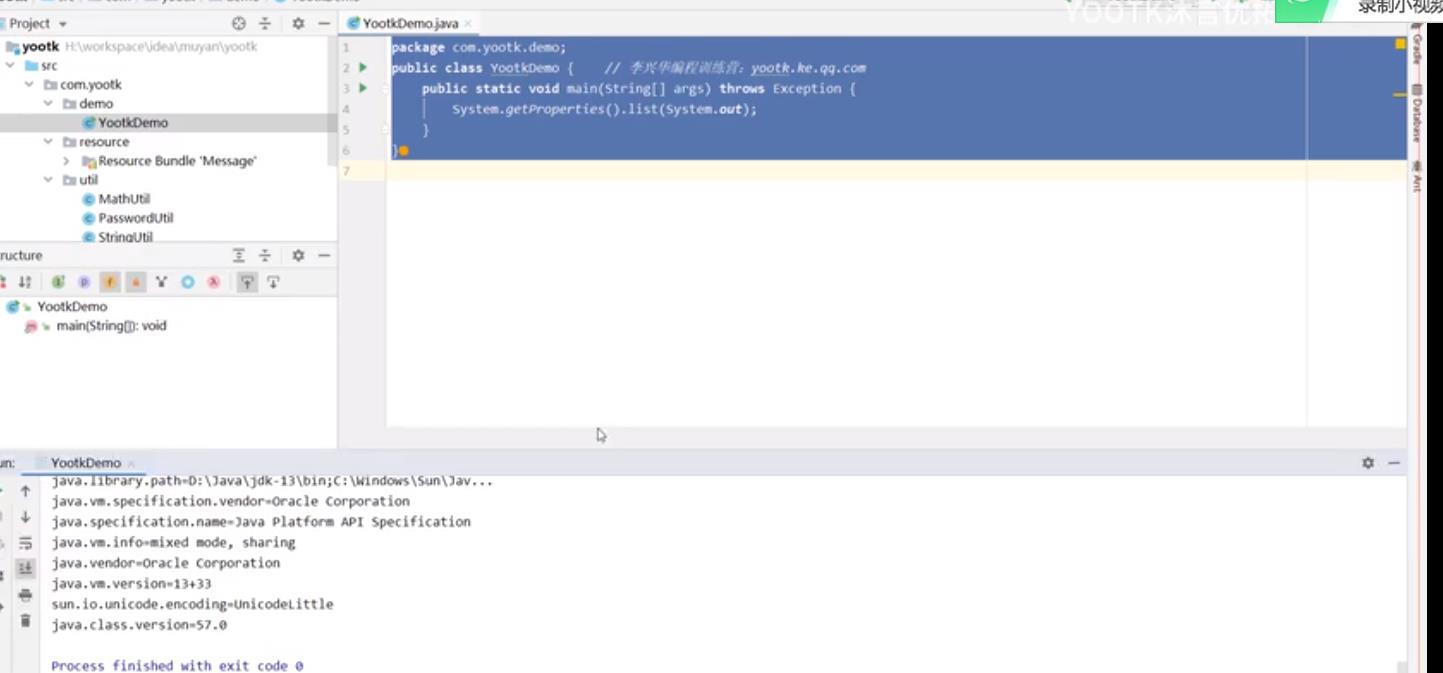 YOOTK沐言优拓
录制小视频
Project
YootkDemo.java
yootk H:\workspace\idea\muyan\yootk
src
com.yootk
demo
YootkDemo
resource
Resource Bundle 'Message'
util
MathUtil
PasswordUtil
StringUtil
1 package com.yootk.demo;
2 public class YootkDemo { // 李兴华编程训练营：yootk.ke.qq.com
3 public static void main(String[] args) throws Exception {
4 System.getProperties().list(System.out);
5 }
6 }
7
Gradle
Database
Ant
ructure
YootkDemo
main(String[]): void
un: YootkDemo
java.library.path=D:\Java\jdk-13\bin;C:\Windows\Sun\Jav...
java.vm.specification.vendor=Oracle Corporation
java.specification.name=Java Platform API Specification
java.vm.info=mixed mode, sharing
java.vendor=Oracle Corporation
java.vm.version=13+33
sun.io.unicode.encoding=UnicodeLittle
java.class.version=57.0
Process finished with exit code 0